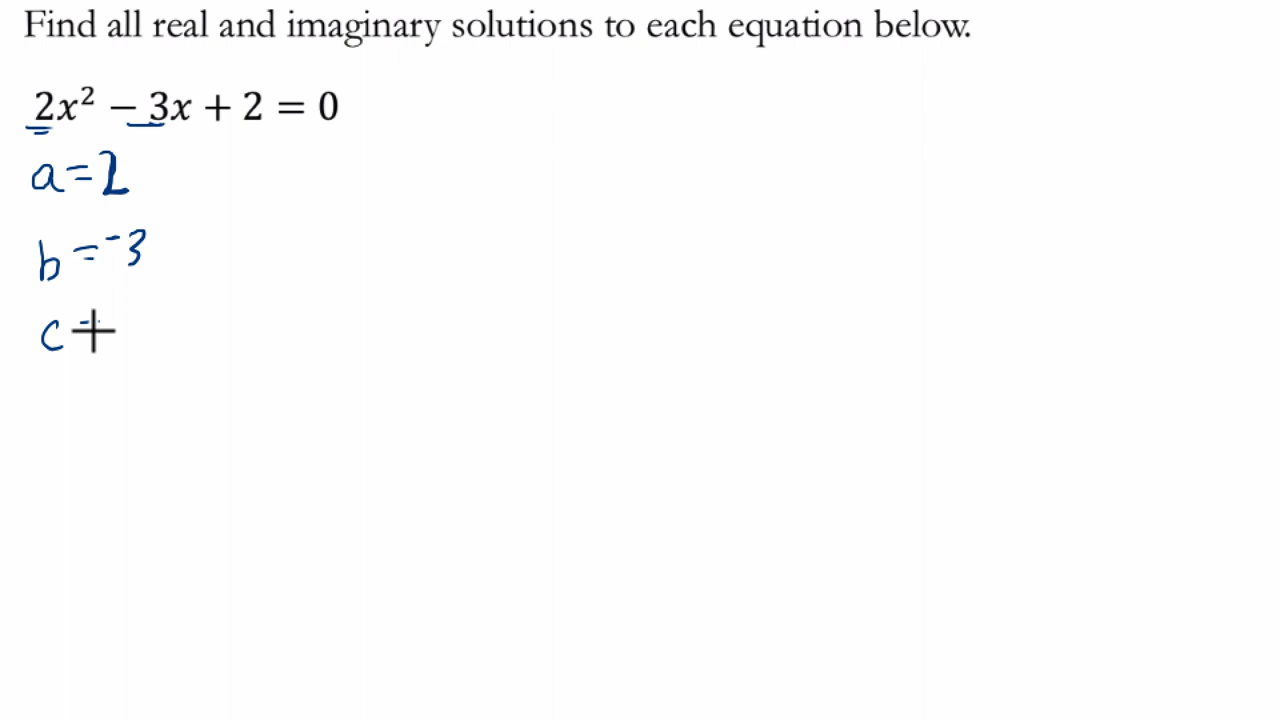 Find all real and imaginary solutions to each equation below.
2x² − 3x + 2 = 0
a=2
b=-3
c =